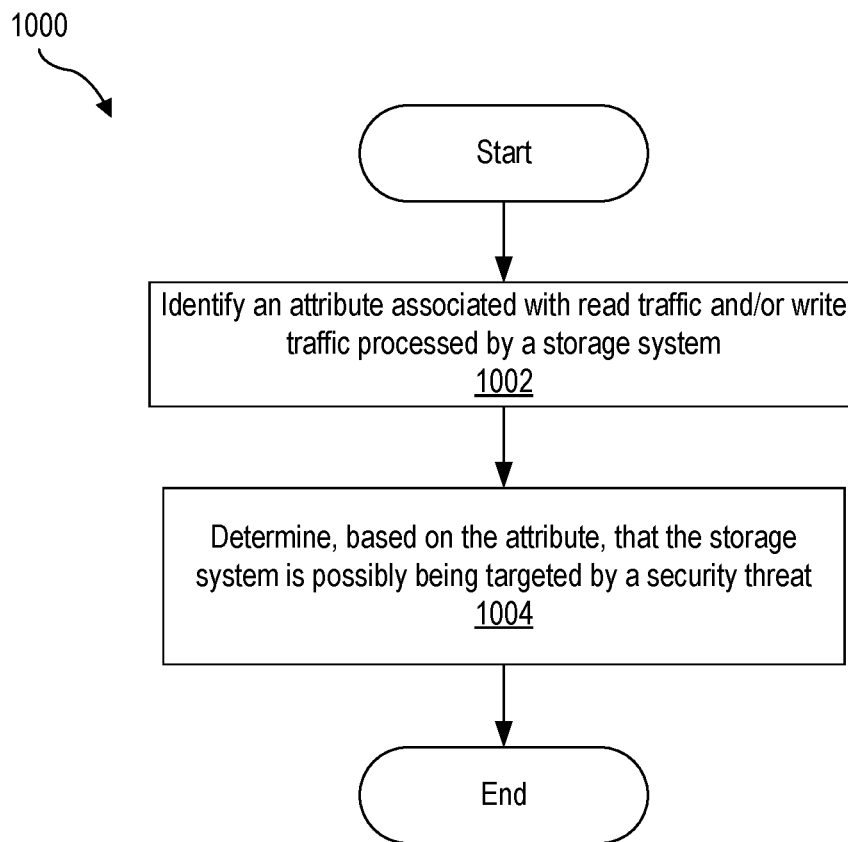 1000
Start
Identify an attribute associated with read traffic and/or write
traffic processed by a storage system
1002
Determine, based on the attribute, that the storage
system is possibly being targeted by a security threat
1004
End